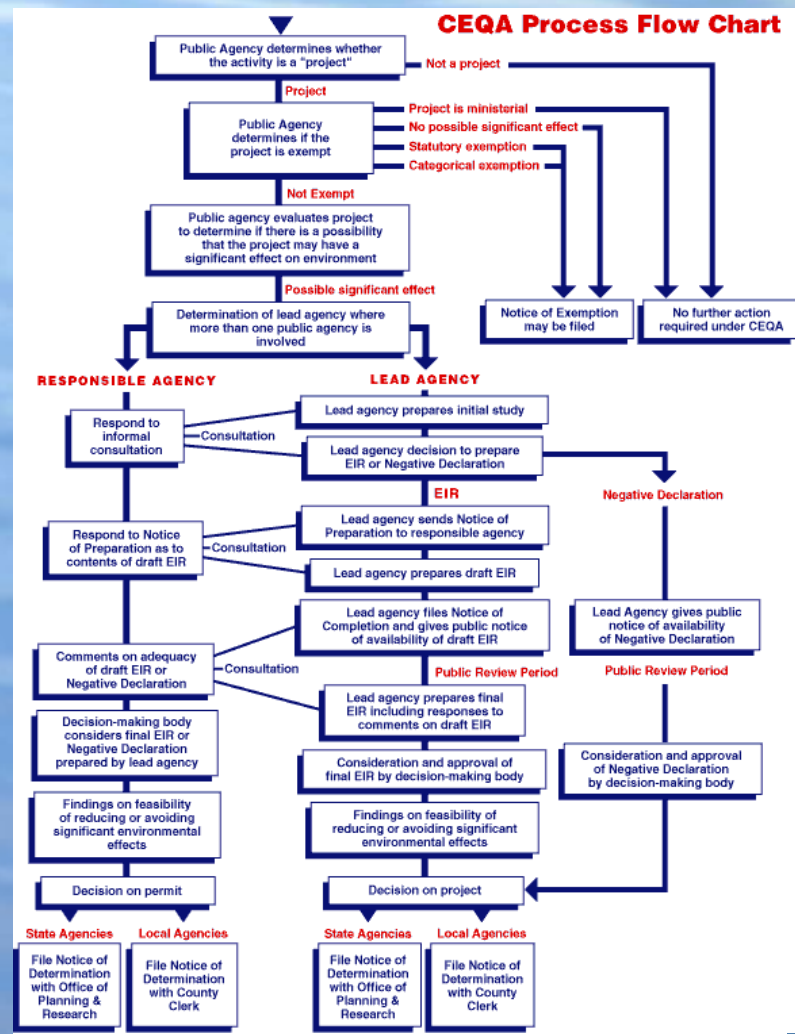 CEQA Process Flow Chart
Public Agency determines whether
the activity is a "project"
Not a project
Project
Public Agency
determines if the
project is exempt
Project is ministerial
No possible significant effect
Statutory exemption
Categorical exemption
Not Exempt
Public agency evaluates project
to determine if there is a possibility
that the project may have a
significant effect on environment
Possible significant effect
Determination of lead agency where
more than one public agency is
involved
Notice of Exemption
may be filed
No further action
required under CEQA
RESPONSIBLE AGENCY
LEAD AGENCY
Respond to
informal
consultation
Consultation
Lead agency prepares initial study
Lead agency decision to prepare
EIR or Negative Declaration
EIR
Negative Declaration
Respond to Notice
of Preparation as to
contents of draft EIR
Consultation
Lead agency sends Notice of
Preparation to responsible agency
Lead agency prepares draft EIR
Lead agency files Notice of
Completion and gives public notice
of availability of draft EIR
Lead Agency gives public
notice of availability
of Negative Declaration
Comments on adequacy
of draft EIR or
Negative Declaration
Consultation
Public Review Period
Public Review Period
Lead agency prepares final
EIR including responses to
comments on draft EIR
Decision-making body
considers final EIR or
Negative Declaration
prepared by lead agency
Consideration and approval of
final EIR by decision-making body
Consideration and approval
of Negative Declaration
by decision-making body
Findings on feasibility
of reducing or avoiding
significant environmental
effects
Findings on feasibility of
reducing or avoiding significant
environmental effects
Decision on permit
Decision on project
State Agencies
Local Agencies
State Agencies
Local Agencies
File Notice of
Determination
with Office of
Planning &
Research
File Notice of
Determination
with County
Clerk
File Notice of
Determination
with Office of
Planning &
Research
File Notice of
Determination
with County
Clerk